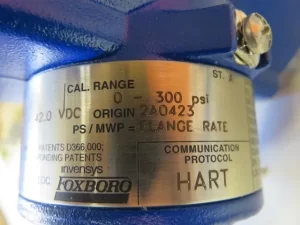 CAL. RANGE ST.
0 - 300 psi
42.0 VDC ORIGIN 2A0423
PS / MWP = FLANGE RATE
PATENTS D366,000;
PENDING PATENTS
invensys
FOXBORO
COMMUNICATION
PROTOCOL
HART